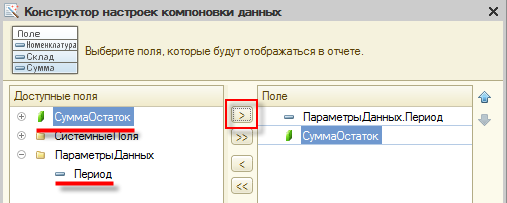 Конструктор настроек компоновки данных
Поле
Номенклатура
Склад
Сумма
Выберите поля, которые будут отображаться в отчете.
Доступные поля
СуммаОстаток
СистемныеПоля
ПараметрыДанных
Период
>
>>
<
<<
Поле
ПараметрыДанных.Период
СуммаОстаток